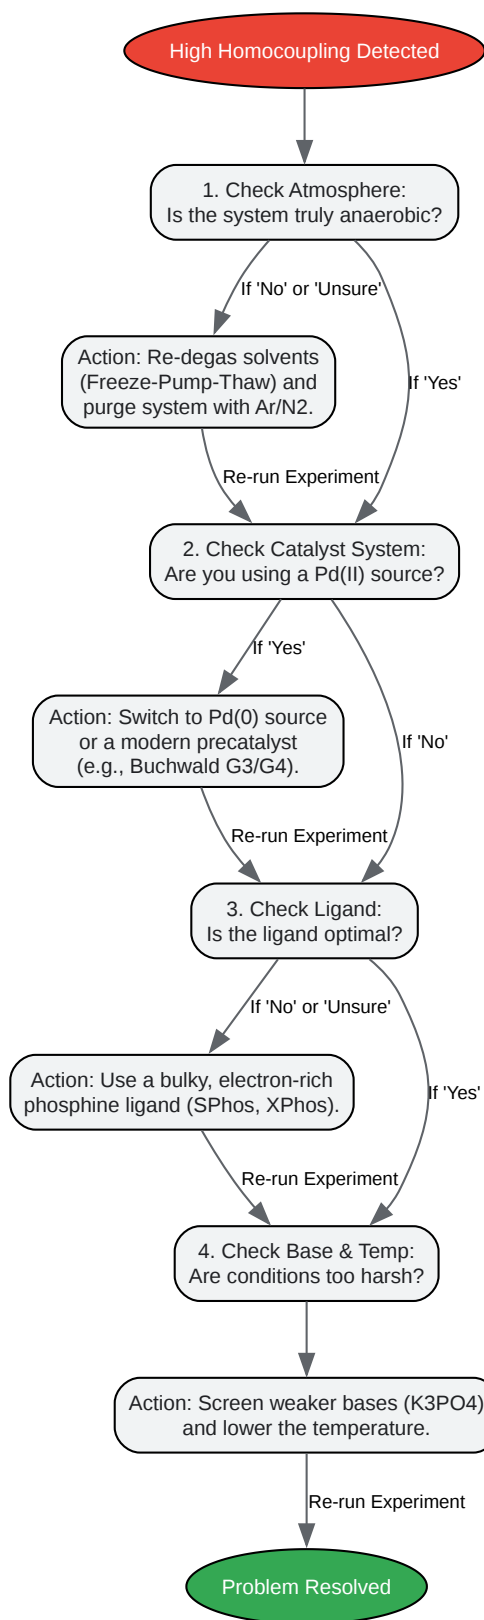 High Homocoupling Detected
1. Check Atmosphere:
Is the system truly anaerobic?
If 'No' or 'Unsure'
Action: Re-degas solvents
(Freeze-Pump-Thaw) and
purge system with Ar/N2.
If 'Yes'
Re-run Experiment
2. Check Catalyst System:
Are you using a Pd(II) source?
If 'Yes'
Action: Switch to Pd(0) source
or a modern precatalyst
(e.g., Buchwald G3/G4).
If 'No'
Re-run Experiment
3. Check Ligand:
Is the ligand optimal?
If 'No' or 'Unsure'
Action: Use a bulky, electron-rich
phosphine ligand (SPhos, XPhos).
If 'Yes'
Re-run Experiment
4. Check Base & Temp:
Are conditions too harsh?
Action: Screen weaker bases (K3PO4)
and lower the temperature.
Re-run Experiment
Problem Resolved